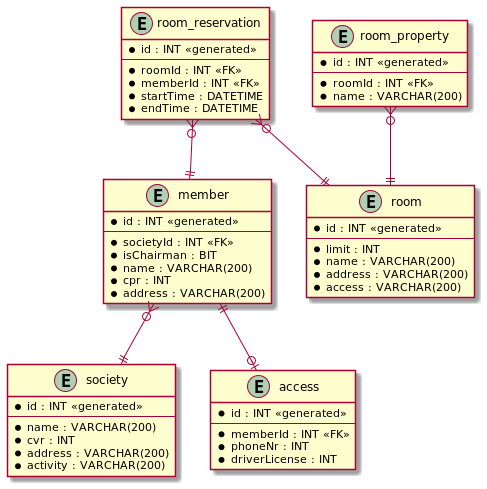 E room_reservation
id : INT «generated»
roomId : INT «FK»
memberId : INT «FK»
startTime : DATETIME
endTime : DATETIME
E room_property
id : INT «generated»
roomId : INT «FK»
name : VARCHAR(200)
E member
id : INT «generated»
societyId : INT «FK»
isChairman : BIT
name : VARCHAR(200)
cpr : INT
address : VARCHAR(200)
E room
id : INT «generated»
limit : INT
name : VARCHAR(200)
address : VARCHAR(200)
access : VARCHAR(200)
E society
id : INT «generated»
name : VARCHAR(200)
cvr : INT
address : VARCHAR(200)
activity : VARCHAR(200)
E access
id : INT «generated»
memberId : INT «FK»
phoneNr : INT
driverLicense : INT